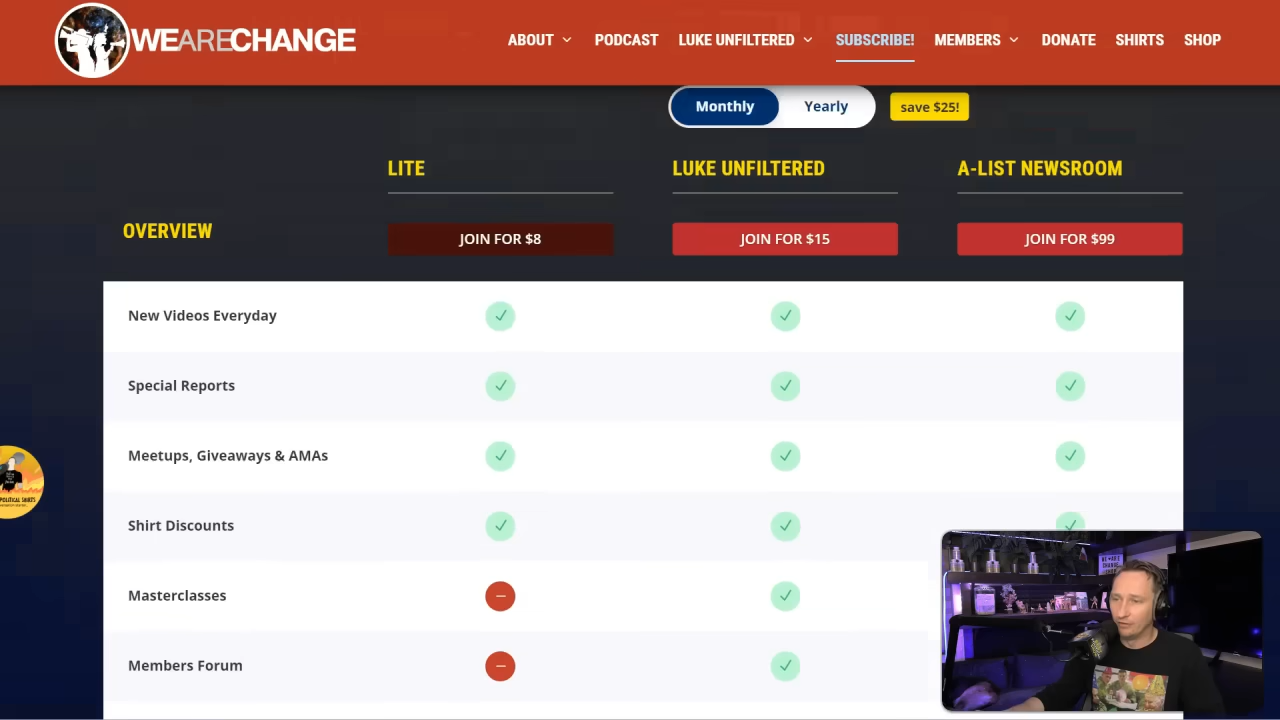 WEARECHANGE
ABOUT PODCAST LUKE UNFILTERED SUBSCRIBE! MEMBERS DONATE SHIRTS SHOP
Monthly Yearly save $25!
LITE LUKE UNFILTERED A-LIST NEWSROOM
OVERVIEW JOIN FOR $8 JOIN FOR $15 JOIN FOR $99
New Videos Everyday
Special Reports
Meetups, Giveaways & AMAs
POLITICAL SHIRTS
Shirt Discounts
Masterclasses
Members Forum